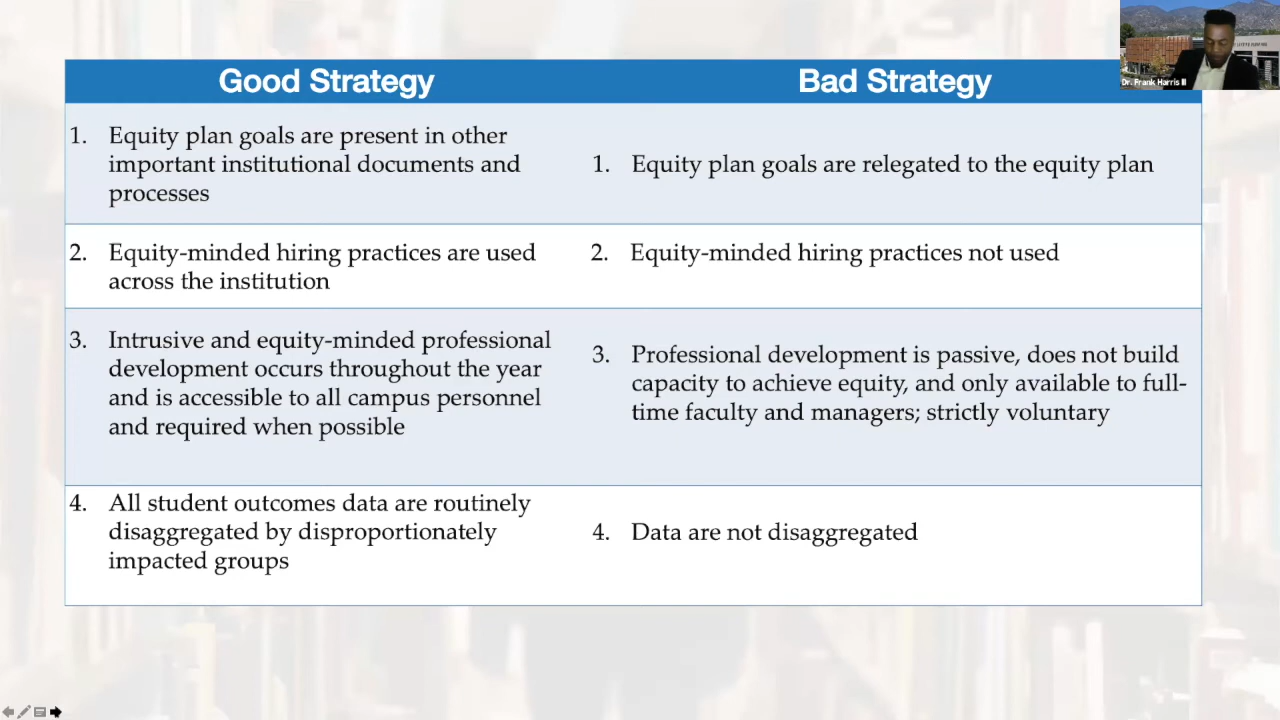 Good Strategy
Bad Strategy
Dr. Frank Harris III
1. Equity plan goals are present in other
important institutional documents and
processes
1. Equity plan goals are relegated to the equity plan
2. Equity-minded hiring practices are used
across the institution
2. Equity-minded hiring practices not used
3. Intrusive and equity-minded professional
development occurs throughout the year
and is accessible to all campus personnel
and required when possible
3. Professional development is passive, does not build
capacity to achieve equity, and only available to full-
time faculty and managers; strictly voluntary
4. All student outcomes data are routinely
disaggregated by disproportionately
impacted groups
4. Data are not disaggregated